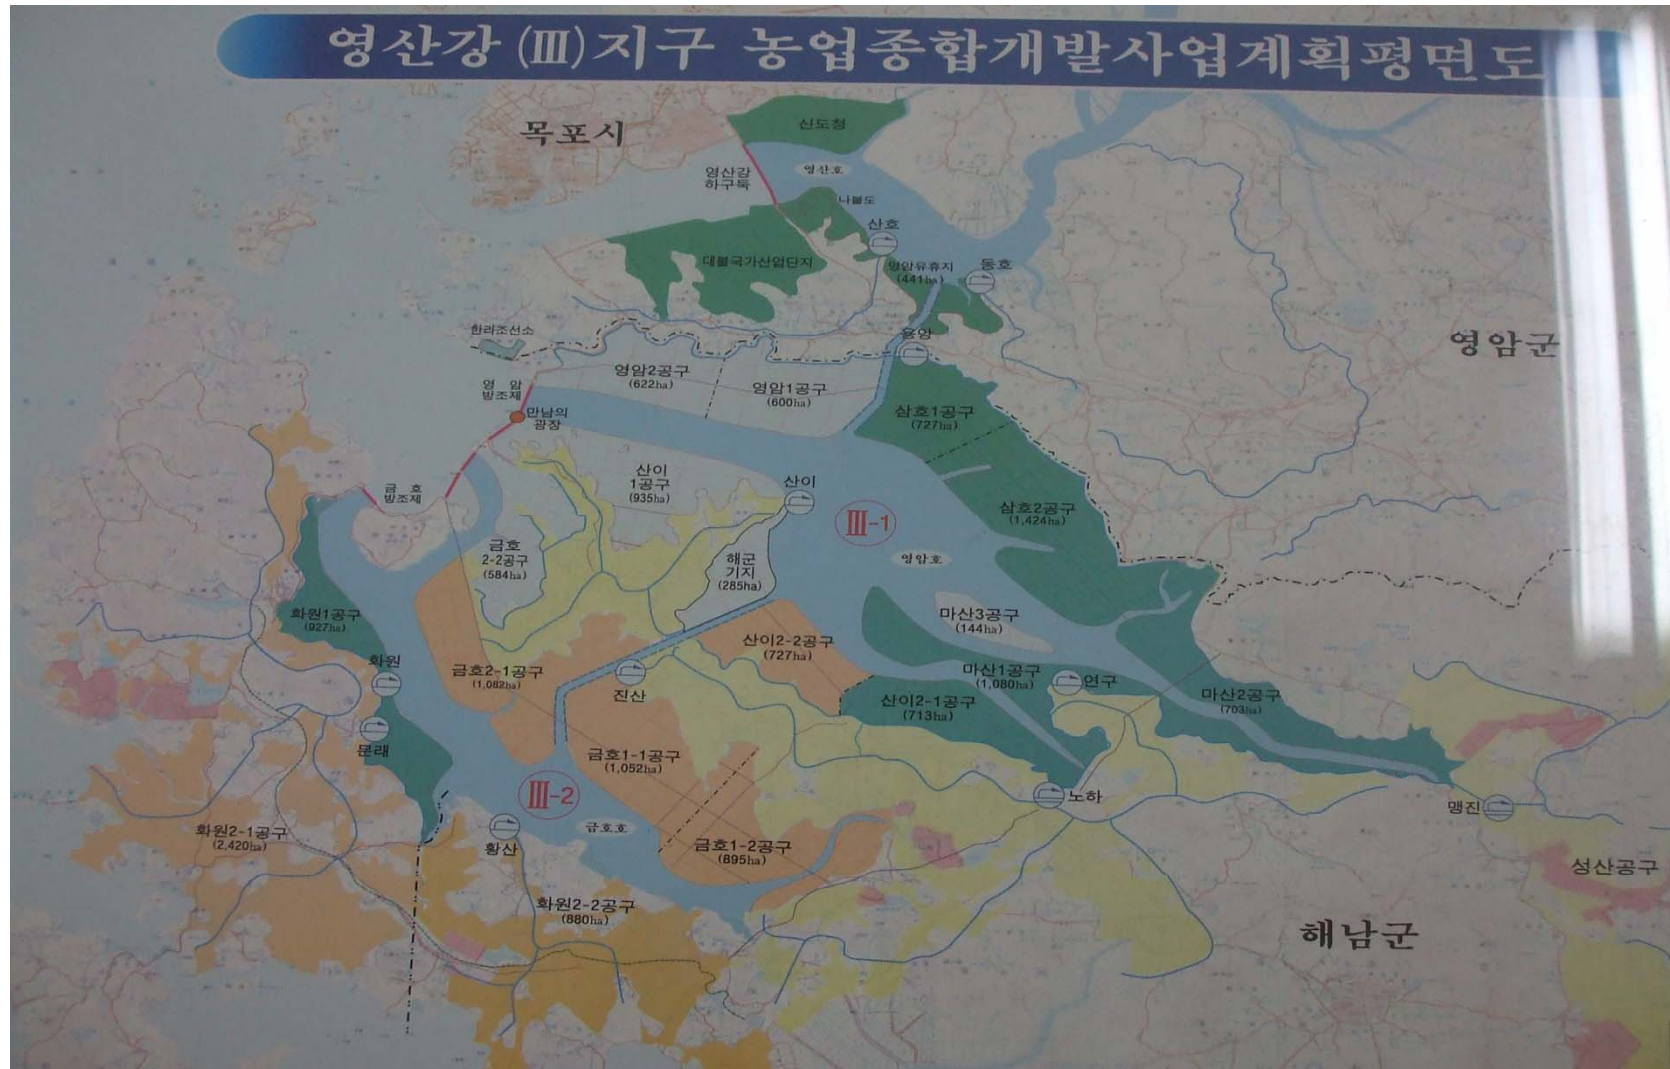 영산강(Ⅲ)지구 농업종합개발사업계획평면도
목포시
신도청
영산강
하구둑
영산호
나불도
산호
대불국가산업단지
영암유휴지
(441ha)
동호
한라조선소
용앙
영암군
영암2공구
(622ha)
영암1공구
(600ha)
영 암
방조제
만남의
광장
삼호1공구
(727ha)
산이
1공구
(935ha)
산이
금 호
방조제
Ⅲ-1
삼호2공구
(1,424ha)
금호
2-2공구
(584ha)
해군
기지
(285ha)
영암호
화원1공구
(927ha)
마산3공구
(144ha)
산이2-2공구
(727ha)
화원
금호2-1공구
(1,082ha)
진산
마산1공구
(1,080ha)
연구
산이2-1공구
(713ha)
마산2공구
(703ha)
문래
금호1-1공구
(1,052ha)
Ⅲ-2
노하
맹진
금호호
화원2-1공구
(2,420ha)
황산
금호1-2공구
(895ha)
성산공구
화원2-2공구
(880ha)
해남군